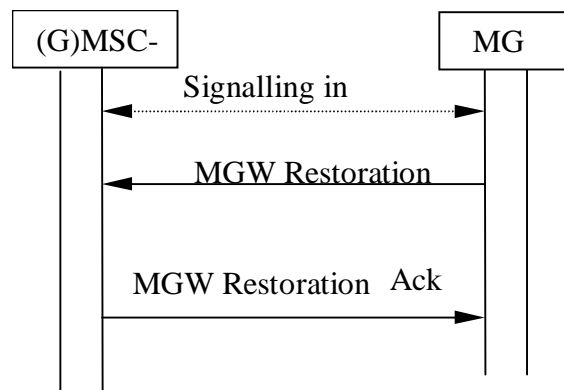 (G)MSC-
MG
Signalling in
MGW Restoration
MGW Restoration Ack